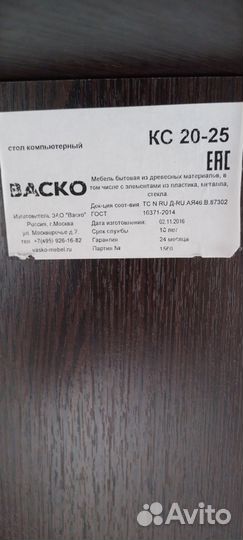 стол компьютерный
КС 20-25
ЕАС
ВАСКО
Мебель бытовая из древесных материалов, в
том числе с элементами из пластика, металла,
стекла.
Дек-ция соот-вия ТС N RU Д-RU.АЯ46.В.67302
Изготовитель ЗАО "Васко"
Россия, г.Москва
ул. Москворечье д.7
тел. +7(495) 926-16-82
vasko-mebel.ru
ГОСТ 16371-2014
Дата изготовления: 02.11.2016
Срок службы 10 лет
Гарантия 24 месяца
Партия №
Avito